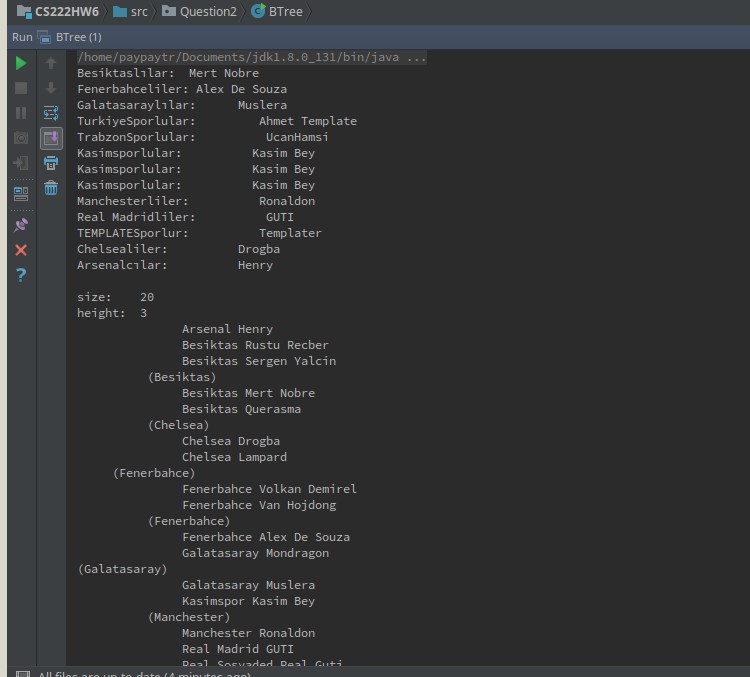 CS222HW6 src Question2 BTree
Run BTree (1)
/home/paypaytr/Documents/jdk1.8.0_131/bin/java ...
Besiktaslılar: Mert Nobre
Fenerbahceliler: Alex De Souza
Galatasaraylılar: Muslera
TurkiyeSporlular: Ahmet Template
TrabzonSporlular: UcanHamsi
Kasimsporlular: Kasim Bey
Kasimsporlular: Kasim Bey
Kasimsporlular: Kasim Bey
Manchesterliler: Ronaldon
Real Madridliler: GUTI
TEMPLATESporlur: Templater
Chelsealiler: Drogba
Arsenalcılar: Henry
size: 20
height: 3
Arsenal Henry
Besiktas Rustu Recber
Besiktas Sergen Yalcin
(Besiktas)
Besiktas Mert Nobre
Besiktas Querasma
(Chelsea)
Chelsea Drogba
Chelsea Lampard
(Fenerbahce)
Fenerbahce Volkan Demirel
Fenerbahce Van Hojdong
(Fenerbahce)
Fenerbahce Alex De Souza
Galatasaray Mondragon
(Galatasaray)
Galatasaray Muslera
Kasimspor Kasim Bey
(Manchester)
Manchester Ronaldon
Real Madrid GUTI
Real Sosyaded Real Guti
All files are up-to-date (4 minutes ago)